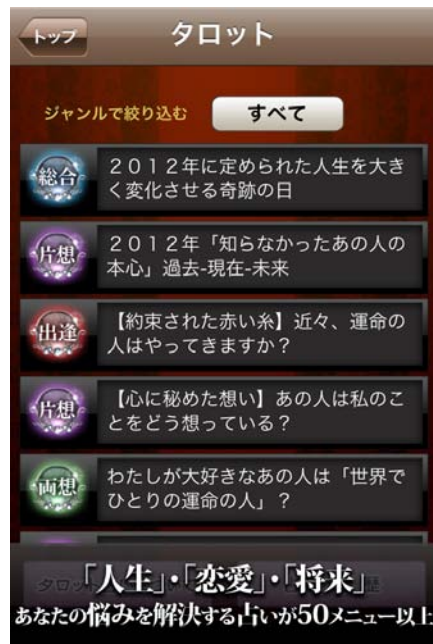 トップ
タロット
ジャンルで絞り込む
すべて
総合
２０１２年に定められた人生を大き
く変化させる奇跡の日
片想
２０１２年「知らなかったあの人の
本心」過去-現在-未来
出逢
【約束された赤い糸】近々、運命の
人はやってきますか？
片想
【心に秘めた想い】あの人は私のこ
とをどう想っている？
両想
わたしが大好きなあの人は「世界で
ひとりの運命の人」？
「人生」・「恋愛」・「将来」
あなたの悩みを解決する占いが50メニュー以上